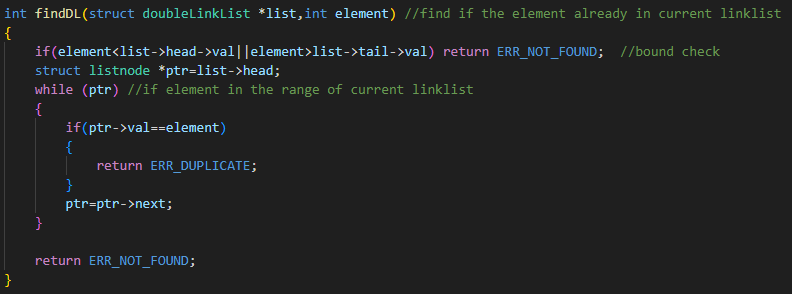 int findDL(struct doubleLinkList *list,int element) //find if the element already in current linklist
{
    if(element<list->head->val||element>list->tail->val) return ERR_NOT_FOUND;  //bound check
    struct listnode *ptr=list->head;
    while (ptr) //if element in the range of current linklist
    {
        if(ptr->val==element)
        {
            return ERR_DUPLICATE;
        }
        ptr=ptr->next;
    }

    return ERR_NOT_FOUND;
}